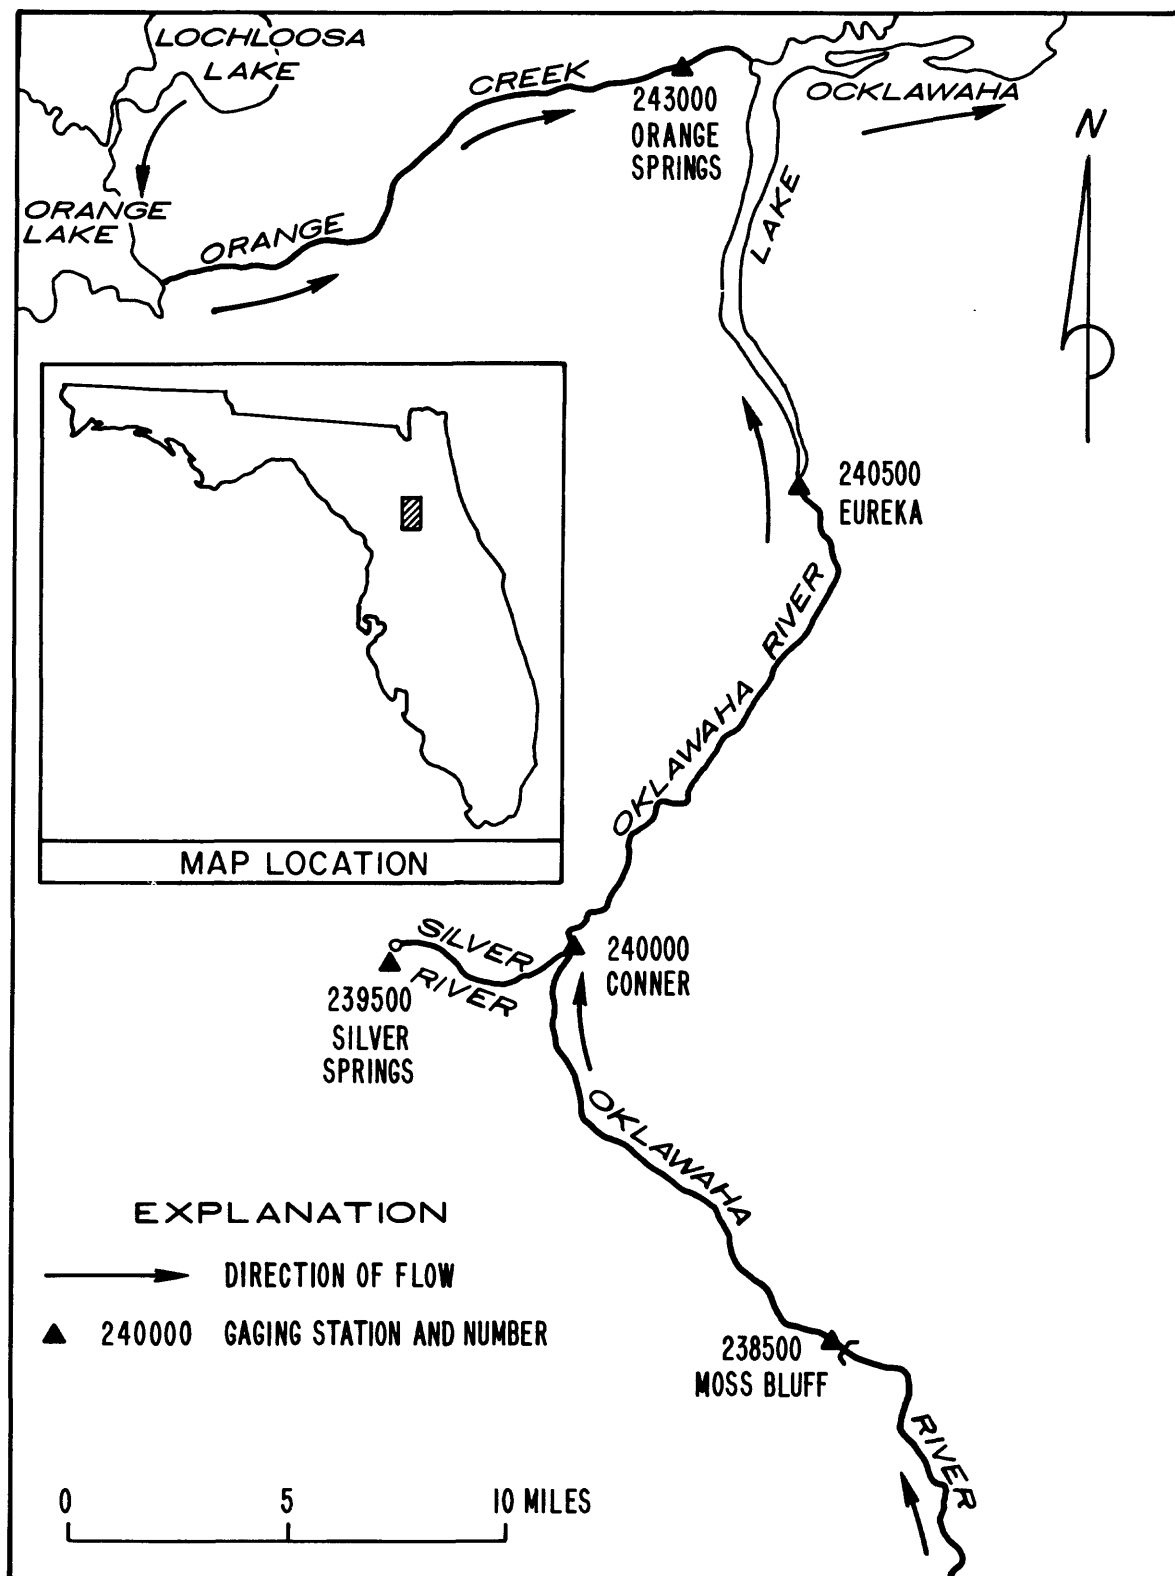 LOCHLOOSA
LAKE
CREEK
243000
ORANGE
SPRINGS
OCKLAWAHA
N
ORANGE
LAKE
ORANGE
LAKE
240500
EUREKA
OKLAWAHA RIVER
MAP LOCATION
SILVER
RIVER
240000
CONNER
239500
SILVER
SPRINGS
OKLAWAHA
EXPLANATION
DIRECTION OF FLOW
240000 GAGING STATION AND NUMBER
238500
MOSS BLUFF
RIVER
0 5 10 MILES